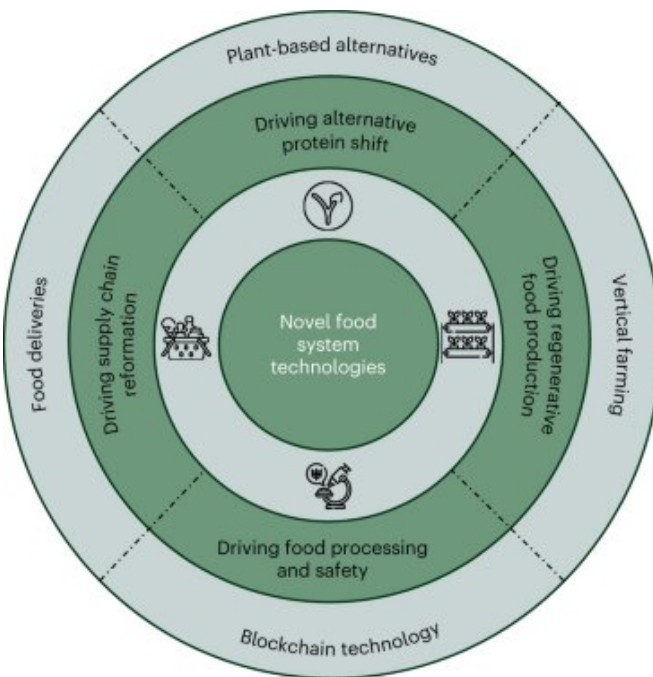 Plant-based alternatives
Driving alternative
protein shift
Food deliveries
Driving supply chain
reformation
Novel food
system
technologies
Driving regenerative
food production
Vertical farming
Driving food processing
and safety
Blockchain technology